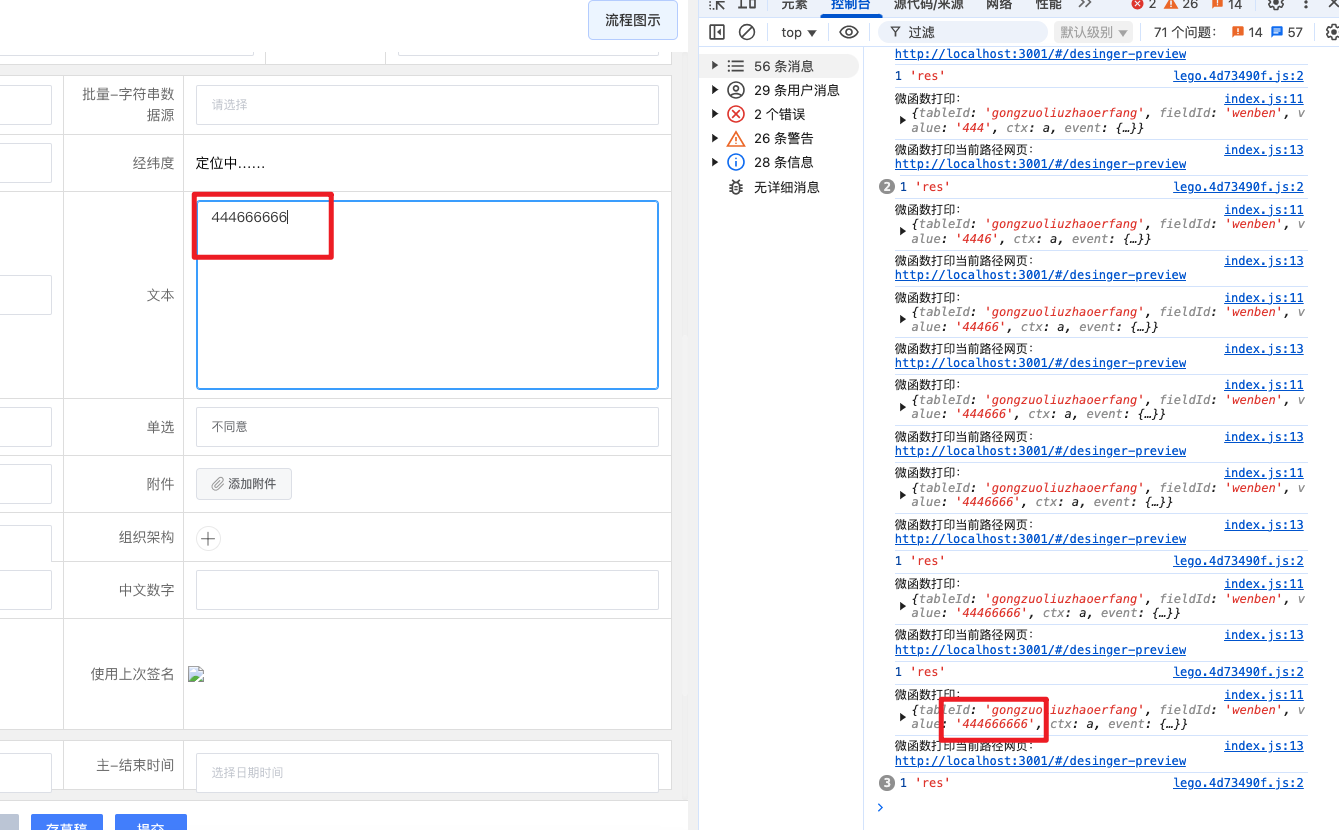 流程图示
批量-字符串数
据源
请选择
经纬度
定位中......
文本
444666666
单选
不同意
附件
添加附件
组织架构
中文数字
使用上次签名
主-结束时间
选择日期时间
存草稿
提交
元素
控制台
源代码/来源
网络
性能
2
26
14
top
过滤
默认级别
71 个问题:
14
57
56 条消息
29 条用户消息
2 个错误
26 条警告
28 条信息
无详细消息
http://localhost:3001/#/desinger-preview
1 'res' lego.4d73490f.js:2
微函数打印: index.js:11
{tableId: 'gongzuoliuzhaoerfang', fieldId: 'wenben', v
alue: '444', ctx: a, event: {…}}
微函数打印当前路径网页: index.js:13
http://localhost:3001/#/desinger-preview
2 1 'res' lego.4d73490f.js:2
微函数打印: index.js:11
{tableId: 'gongzuoliuzhaoerfang', fieldId: 'wenben', v
alue: '4446', ctx: a, event: {…}}
微函数打印当前路径网页: index.js:13
http://localhost:3001/#/desinger-preview
微函数打印: index.js:11
{tableId: 'gongzuoliuzhaoerfang', fieldId: 'wenben', v
alue: '44466', ctx: a, event: {…}}
微函数打印当前路径网页: index.js:13
http://localhost:3001/#/desinger-preview
微函数打印: index.js:11
{tableId: 'gongzuoliuzhaoerfang', fieldId: 'wenben', v
alue: '444666', ctx: a, event: {…}}
微函数打印当前路径网页: index.js:13
http://localhost:3001/#/desinger-preview
微函数打印: index.js:11
{tableId: 'gongzuoliuzhaoerfang', fieldId: 'wenben', v
alue: '4446666', ctx: a, event: {…}}
微函数打印当前路径网页: index.js:13
http://localhost:3001/#/desinger-preview
1 'res' lego.4d73490f.js:2
微函数打印: index.js:11
{tableId: 'gongzuoliuzhaoerfang', fieldId: 'wenben', v
alue: '44466666', ctx: a, event: {…}}
微函数打印当前路径网页: index.js:13
http://localhost:3001/#/desinger-preview
1 'res' lego.4d73490f.js:2
微函数打印: index.js:11
{tableId: 'gongzuoliuzhaoerfang', fieldId: 'wenben', v
alue: '444666666', ctx: a, event: {…}}
微函数打印当前路径网页: index.js:13
http://localhost:3001/#/desinger-preview
3 1 'res' lego.4d73490f.js:2